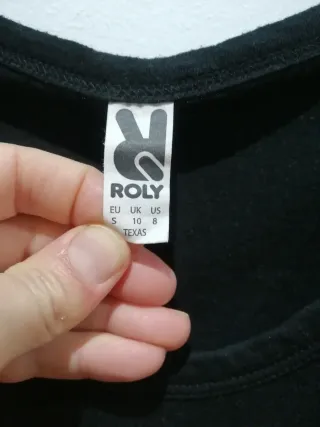 ROLY
EU UK US
S 10 8
TEXAS